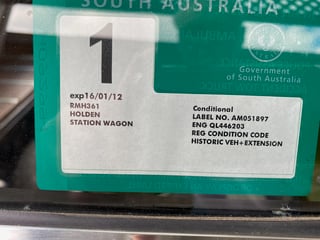 SOUTH AUSTRALIA
1
Government
of South Australia
exp16/01/12
RMH361
HOLDEN
STATION WAGON
Conditional
LABEL NO. AM051897
ENG QL446203
REG CONDITION CODE
HISTORIC VEH+EXTENSION